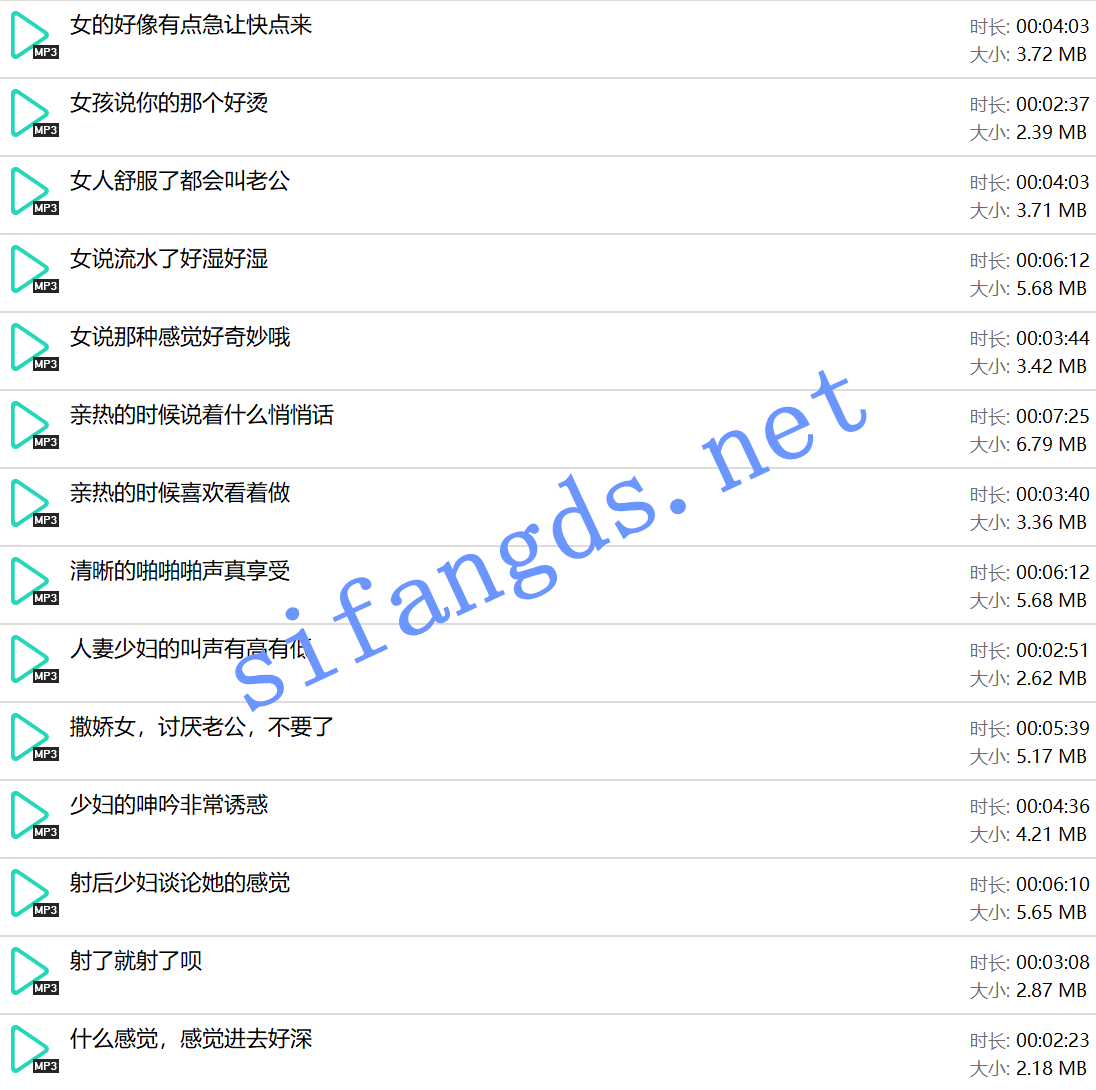 女的好像有点急让快点来
时长: 00:04:03
MP3
大小: 3.72 MB
女孩说你的那个好烫
时长: 00:02:37
MP3
大小: 2.39 MB
女人舒服了都会叫老公
时长: 00:04:03
MP3
大小: 3.71 MB
女说流水了好湿好湿
时长: 00:06:12
MP3
大小: 5.68 MB
女说那种感觉好奇妙哦
时长: 00:03:44
MP3
大小: 3.42 MB
亲热的时候说着什么悄悄话
时长: 00:07:25
MP3
大小: 6.79 MB
亲热的时候喜欢看着做
时长: 00:03:40
MP3
大小: 3.36 MB
清晰的啪啪啪声真享受
时长: 00:06:12
MP3
大小: 5.68 MB
人妻少妇的叫声有高有低
时长: 00:02:51
MP3
大小: 2.62 MB
撒娇女，讨厌老公，不要了
时长: 00:05:39
MP3
大小: 5.17 MB
少妇的呻吟非常诱惑
时长: 00:04:36
MP3
大小: 4.21 MB
射后少妇谈论她的感觉
时长: 00:06:10
MP3
大小: 5.65 MB
射了就射了呗
时长: 00:03:08
MP3
大小: 2.87 MB
什么感觉，感觉进去好深
时长: 00:02:23
MP3
大小: 2.18 MB
sifangds.net